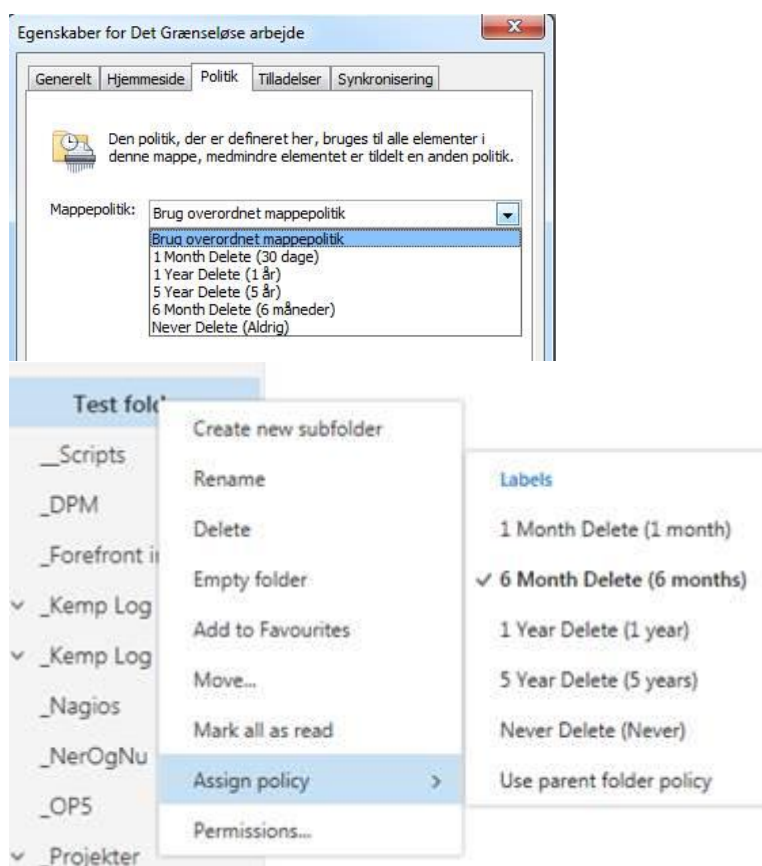 Egenskaber for Det Grænseløse arbejde
Generelt Hjemmeside Politik Tilladelser Synkronisering
Den politik, der er defineret her, bruges til alle elementer i
denne mappe, medmindre elementet er tildelt en anden politik.
Mappepolitik: Brug overordnet mappepolitik
Brug overordnet mappepolitik
1 Month Delete (30 dage)
1 Year Delete (1 år)
5 Year Delete (5 år)
6 Month Delete (6 måneder)
Never Delete (Aldrig)
Test
__Scripts
_DPM
_Forefront
_Kemp Log
_Kemp Log
_Nagios
_NerOgNu
_OP5
_Projekter
Create new subfolder
Rename
Delete
Empty folder
Add to Favourites
Move...
Mark all as read
Assign policy
Permissions...
Labels
1 Month Delete (1 month)
6 Month Delete (6 months)
1 Year Delete (1 year)
5 Year Delete (5 years)
Never Delete (Never)
Use parent folder policy